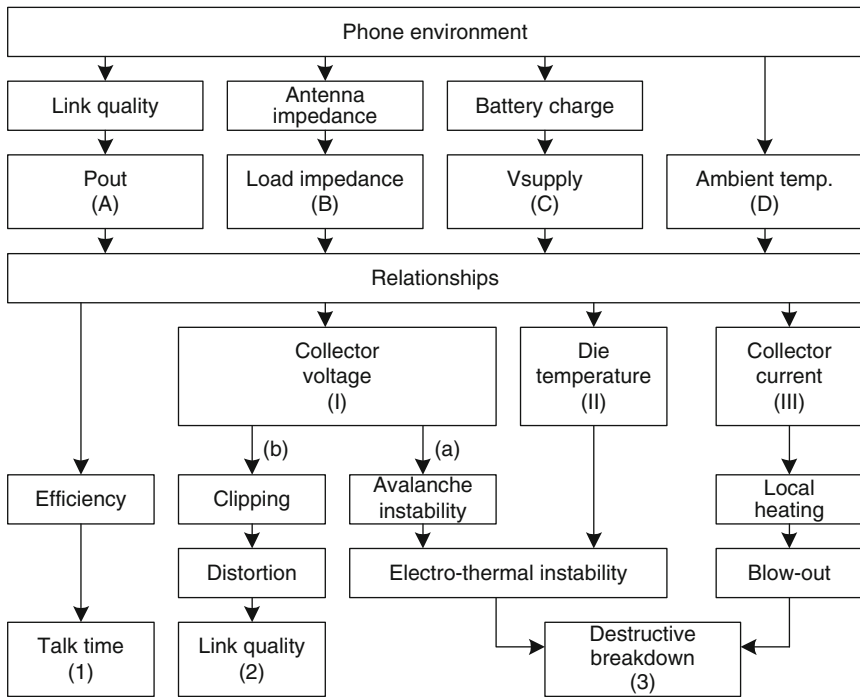 Phone environment
Link quality
Antenna
impedance
Battery charge
Pout
(A)
Load impedance
(B)
Vsupply
(C)
Ambient temp.
(D)
Relationships
Collector
voltage
(I)
Die
temperature
(II)
Collector
current
(III)
(b)
(a)
Efficiency
Clipping
Avalanche
instability
Local
heating
Distortion
Electro-thermal instability
Blow-out
Talk time
(1)
Link quality
(2)
Destructive
breakdown
(3)